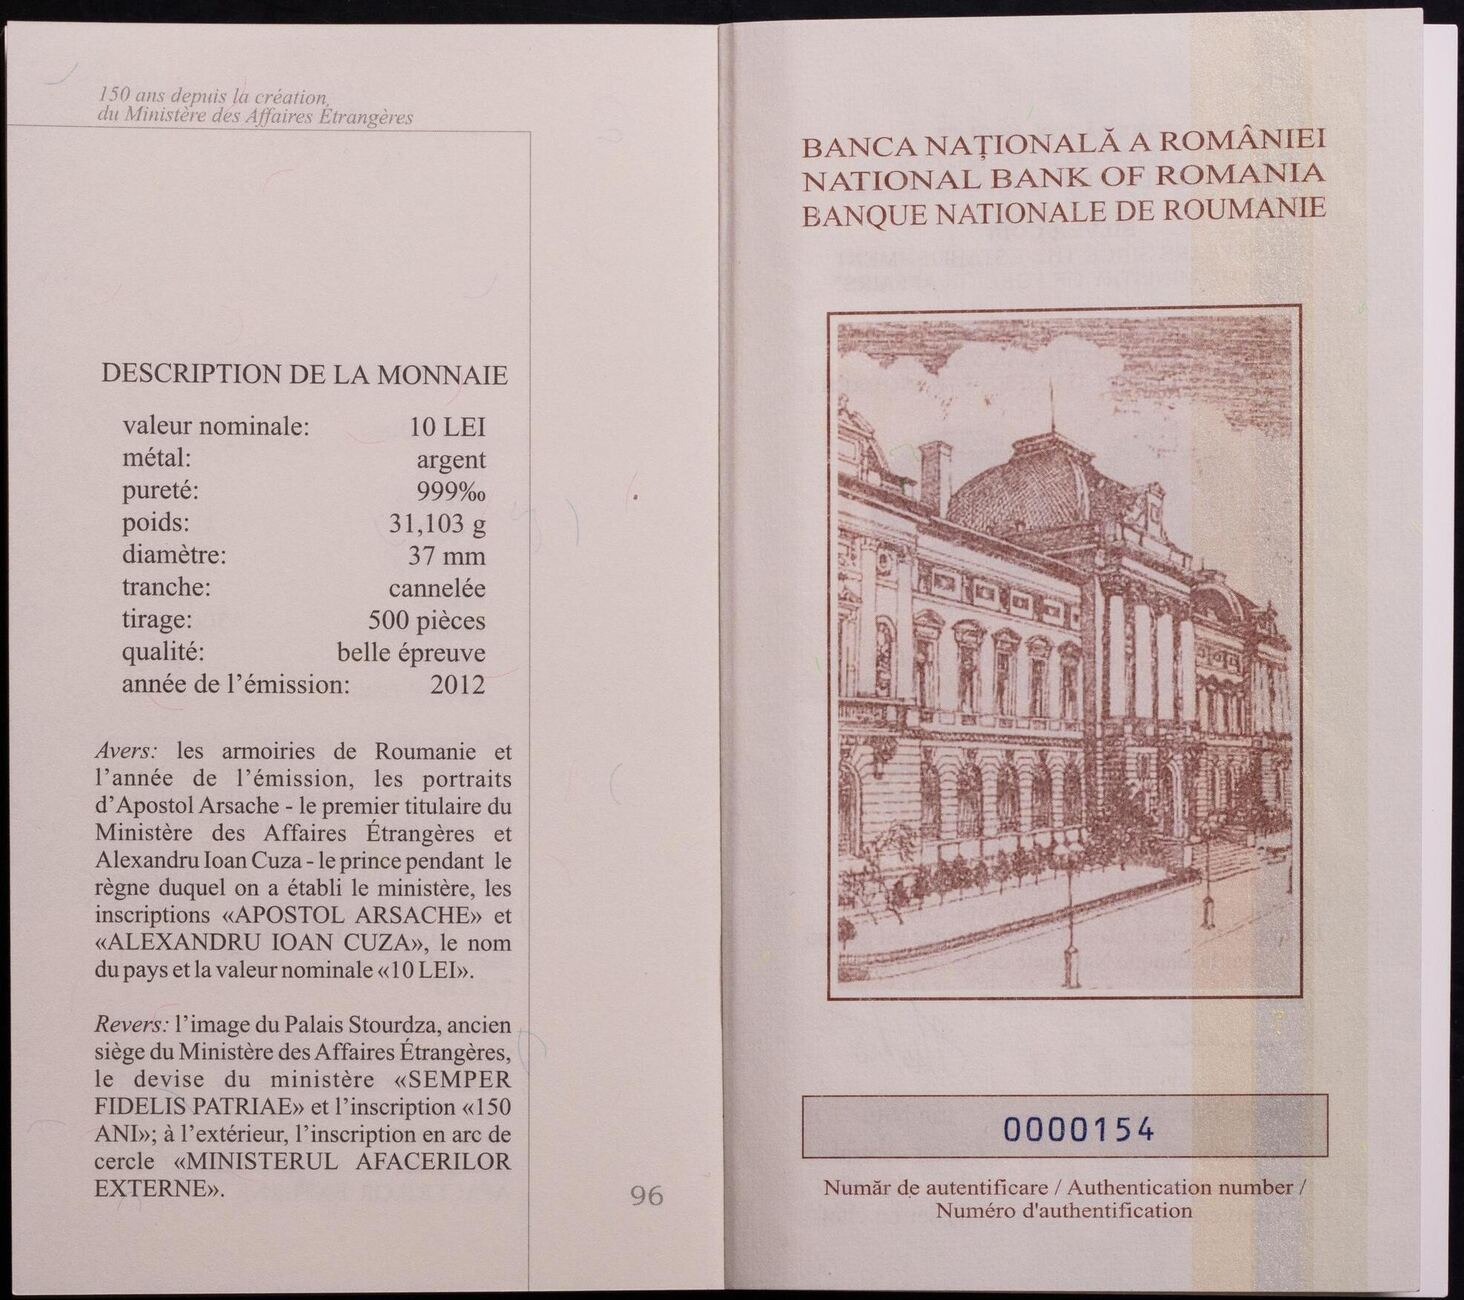 150 ans depuis la création
du Ministère des Affaires Étrangères
DESCRIPTION DE LA MONNAIE
valeur nominale: 10 LEI
métal: argent
pureté: 999‰
poids: 31,103 g
diamètre: 37 mm
tranche: cannelée
tirage: 500 pièces
qualité: belle épreuve
année de l’émission: 2012
Avers: les armoiries de Roumanie et
l’année de l’émission, les portraits
d’Apostol Arsache - le premier titulaire du
Ministère des Affaires Étrangères et
Alexandru Ioan Cuza - le prince pendant le
règne duquel on a établi le ministère, les
inscriptions «APOSTOL ARSACHE» et
«ALEXANDRU IOAN CUZA», le nom
du pays et la valeur nominale «10 LEI».
Revers: l’image du Palais Stourdza, ancien
siège du Ministère des Affaires Étrangères,
le devise du ministère «SEMPER
FIDELIS PATRIAE» et l’inscription «150
ANI»; à l’extérieur, l’inscription en arc de
cercle «MINISTERUL AFACERILOR
EXTERNE».
96
BANCA NAȚIONALĂ A ROMÂNIEI
NATIONAL BANK OF ROMANIA
BANQUE NATIONALE DE ROUMANIE
0000154
Număr de autentificare / Authentication number /
Numéro d'authentification